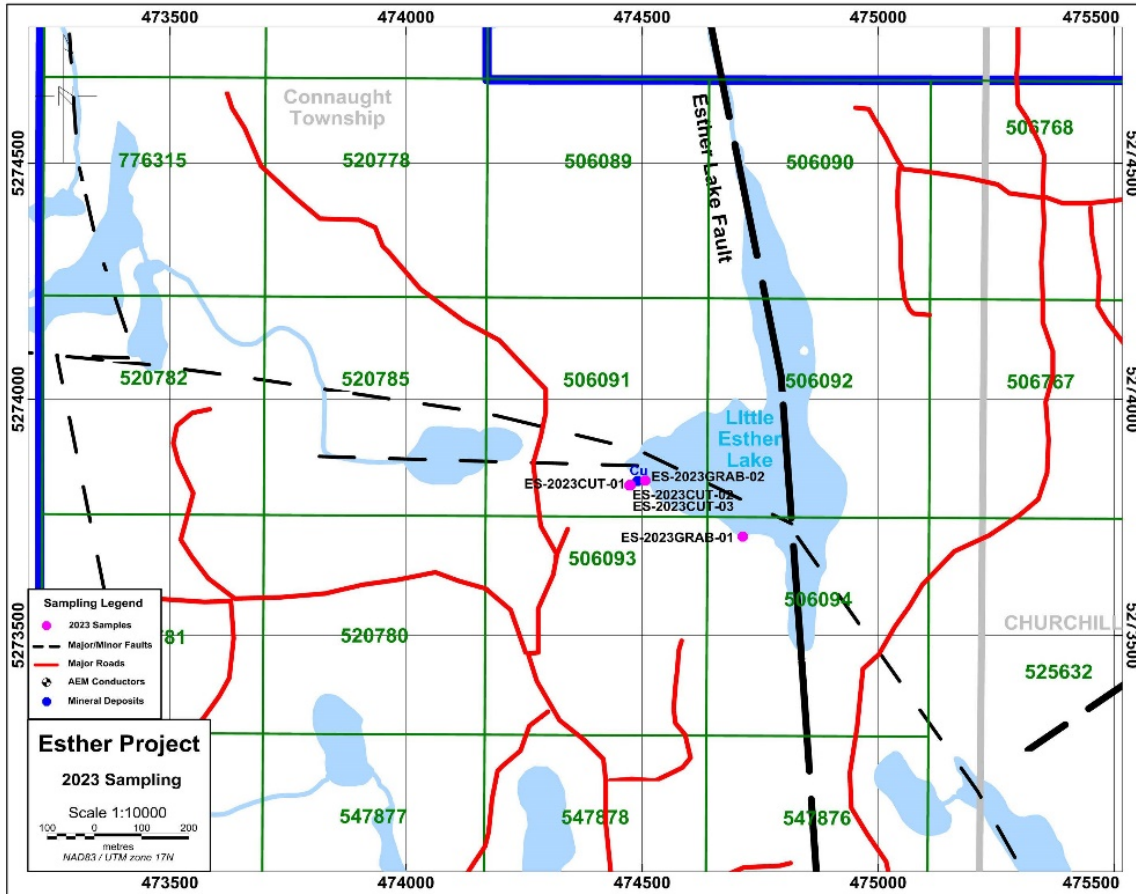 473500 474000 474500 475000 475500
Connaught
Township
506768
5274500
776315 520778 506089 506090
5274500
Esther Lake Fault
5274000
520782 520785 506091 506092 506767
5274000
LIttle
Esther
Lake
Cu
ES-2023CUT-01 ES-2023GRAB-02
ES-2023CUT-02
ES-2023CUT-03
ES-2023GRAB-01
506093
506094
5273500
781 520780
CHURCHILL
5273500
525632
Sampling Legend
2023 Samples
Major/Minor Faults
Major Roads
AEM Conductors
Mineral Deposits
Esther Project
2023 Sampling
Scale 1:10000
100 0 100 200
metres
NAD83 / UTM zone 17N
547877 547878 547876
473500 474000 474500 475000 475500